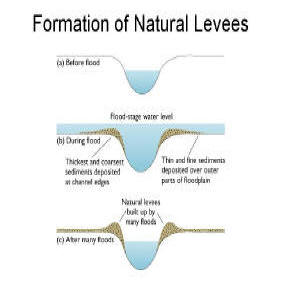 Formation of Natural Levees
(a) Before flood
Flood-stage water level
(b) During flood
Thickest and coarsest
sediments deposited
at channel edges
Thin and fine sediments
deposited over outer
parts of floodplain
Natural levees
built up by
many floods
(c) After many floods